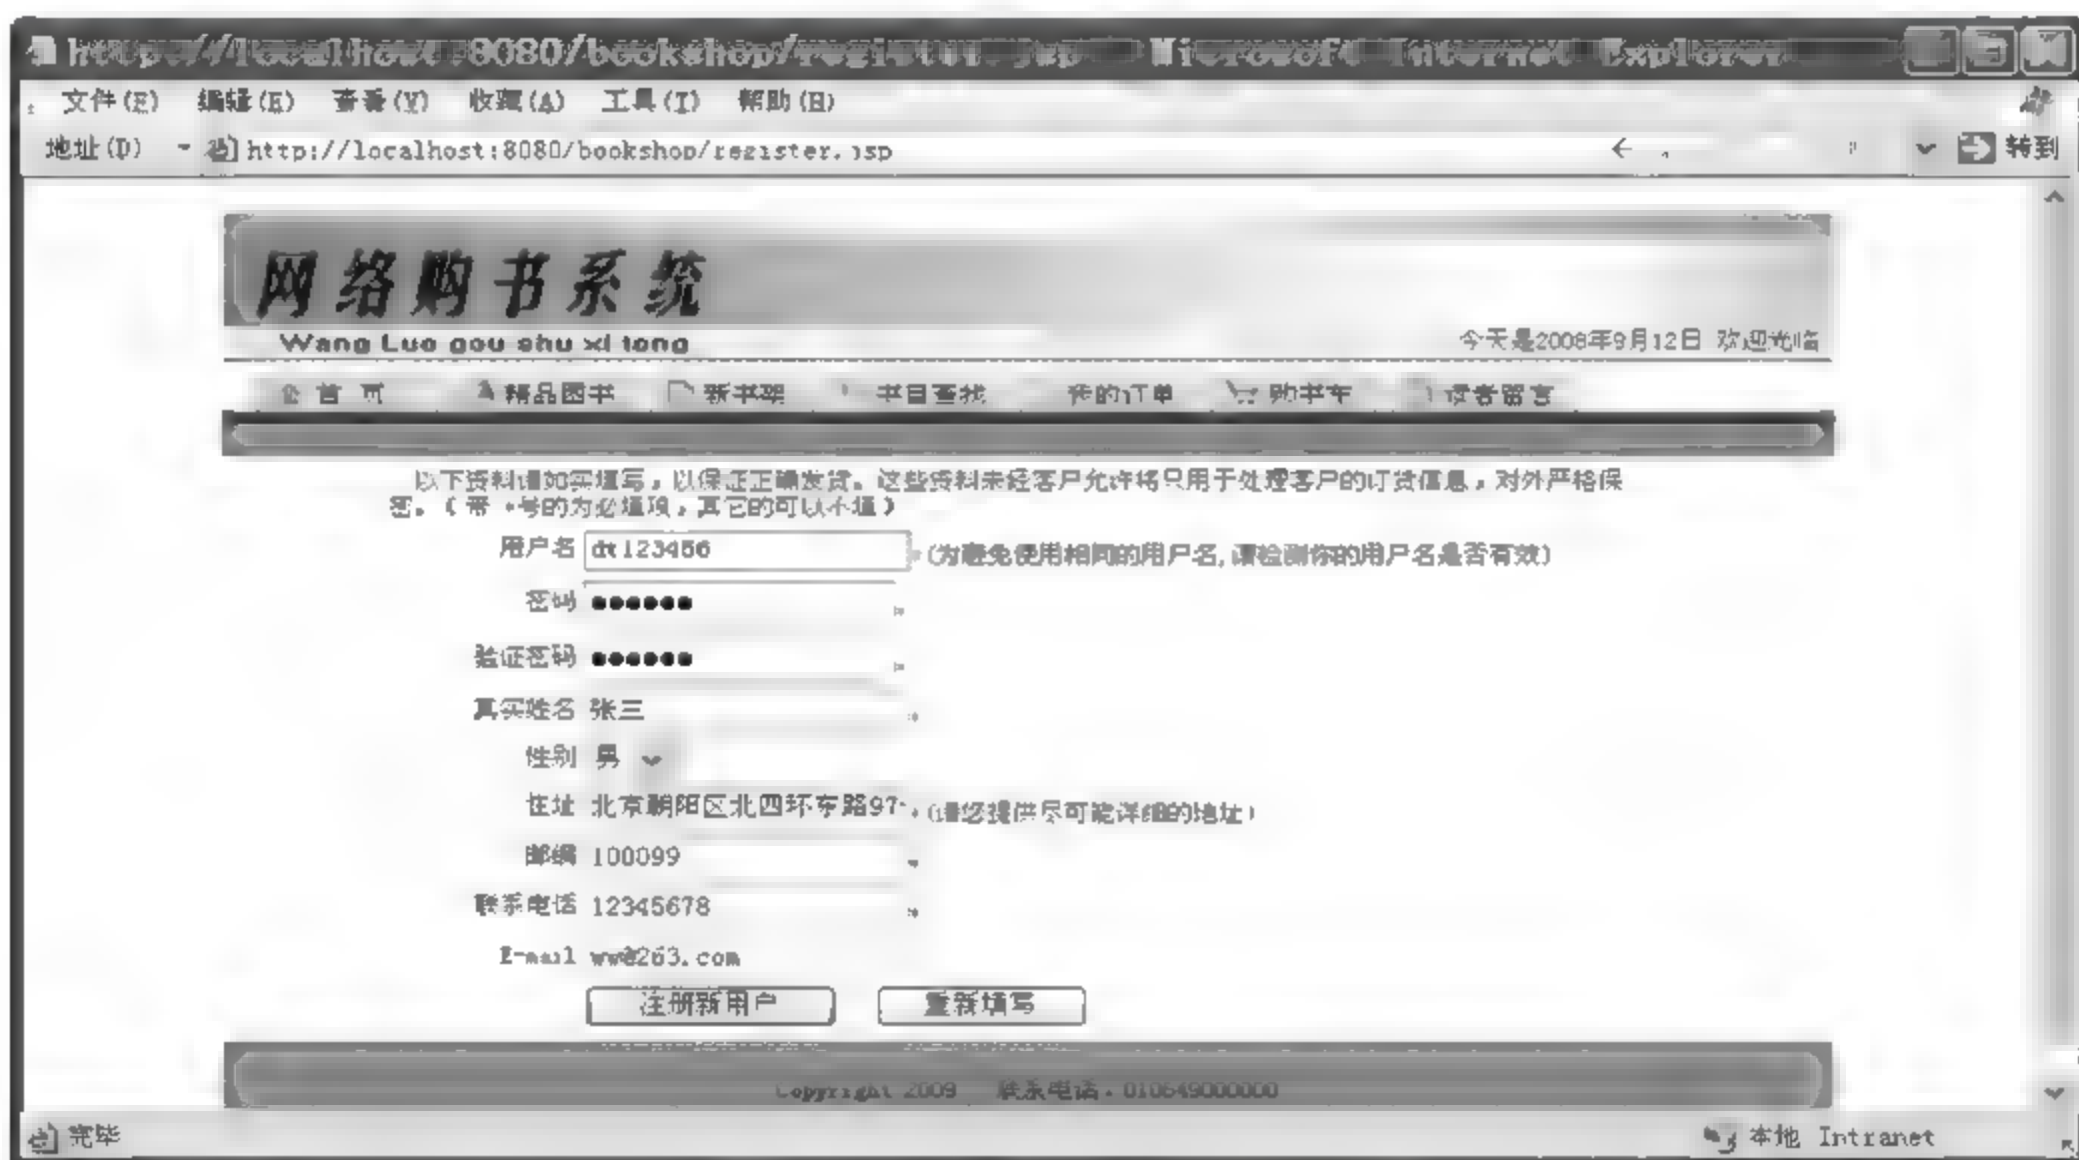 http://localhost:8080/bookshop/register.jsp - Microsoft Internet Explorer
文件(F) 编辑(E) 查看(V) 收藏(A) 工具(T) 帮助(H)
地址(D) http://localhost:8080/bookshop/register.jsp 转到
网络购书系统
Wang Luo gou shu xi tong
今天是2008年9月12日 欢迎光临
首页 精品图书 新书架 书目查找 我的订单 购书车 读者留言
以下资料请如实填写，以保证正确发货。这些资料未经客户允许将只用于处理客户的订货信息，对外严格保
密。（带 *号的为必填项，其它的可以不填）
用户名 dt123456 * (为避免使用相同的用户名,请检测你的用户名是否有效)
密码 ●●●●●● *
验证密码 ●●●●●● *
真实姓名 张三 *
性别 男
住址 北京朝阳区北四环东路97 * (请您提供尽可能详细的地址)
邮编 100099 *
联系电话 12345678 *
E-mail ww@263.com
注册新用户 重新填写
Copyright 2009 联系电话：010649000000
完毕 本地 Intranet